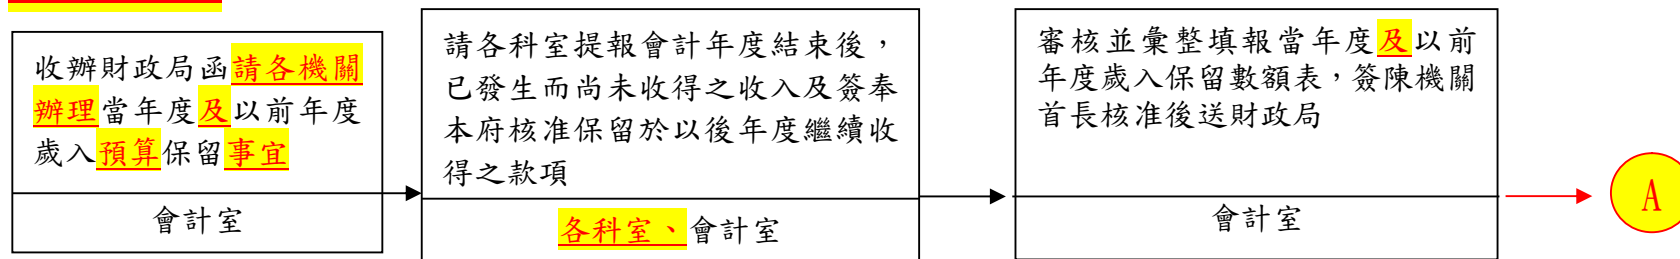 收辦財政局函請各機關
辦理當年度及以前年度
歲入預算保留事宜
會計室
請各科室提報會計年度結束後，
已發生而尚未收得之收入及簽奉
本府核准保留於以後年度繼續收
得之款項
各科室、會計室
審核並彙整填報當年度及以前
年度歲入保留數額表，簽陳機關
首長核准後送財政局
會計室
A